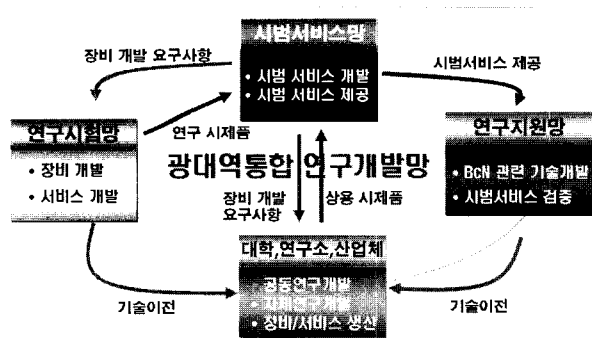 시범서비스망
장비 개발 요구사항
시범서비스 제공
• 시범 서비스 개발
• 시범 서비스 제공
연구시험망
연구 시제품
연구지원망
• 장비 개발
• 서비스 개발
광대역통합 연구개발망
• BcN 관련 기술개발
• 시범서비스 검증
장비 개발
요구사항
상용 시제품
대학,연구소,산업체
공동연구개발
• 자체연구개발
• 장비/서비스 생산
기술이전
기술이전